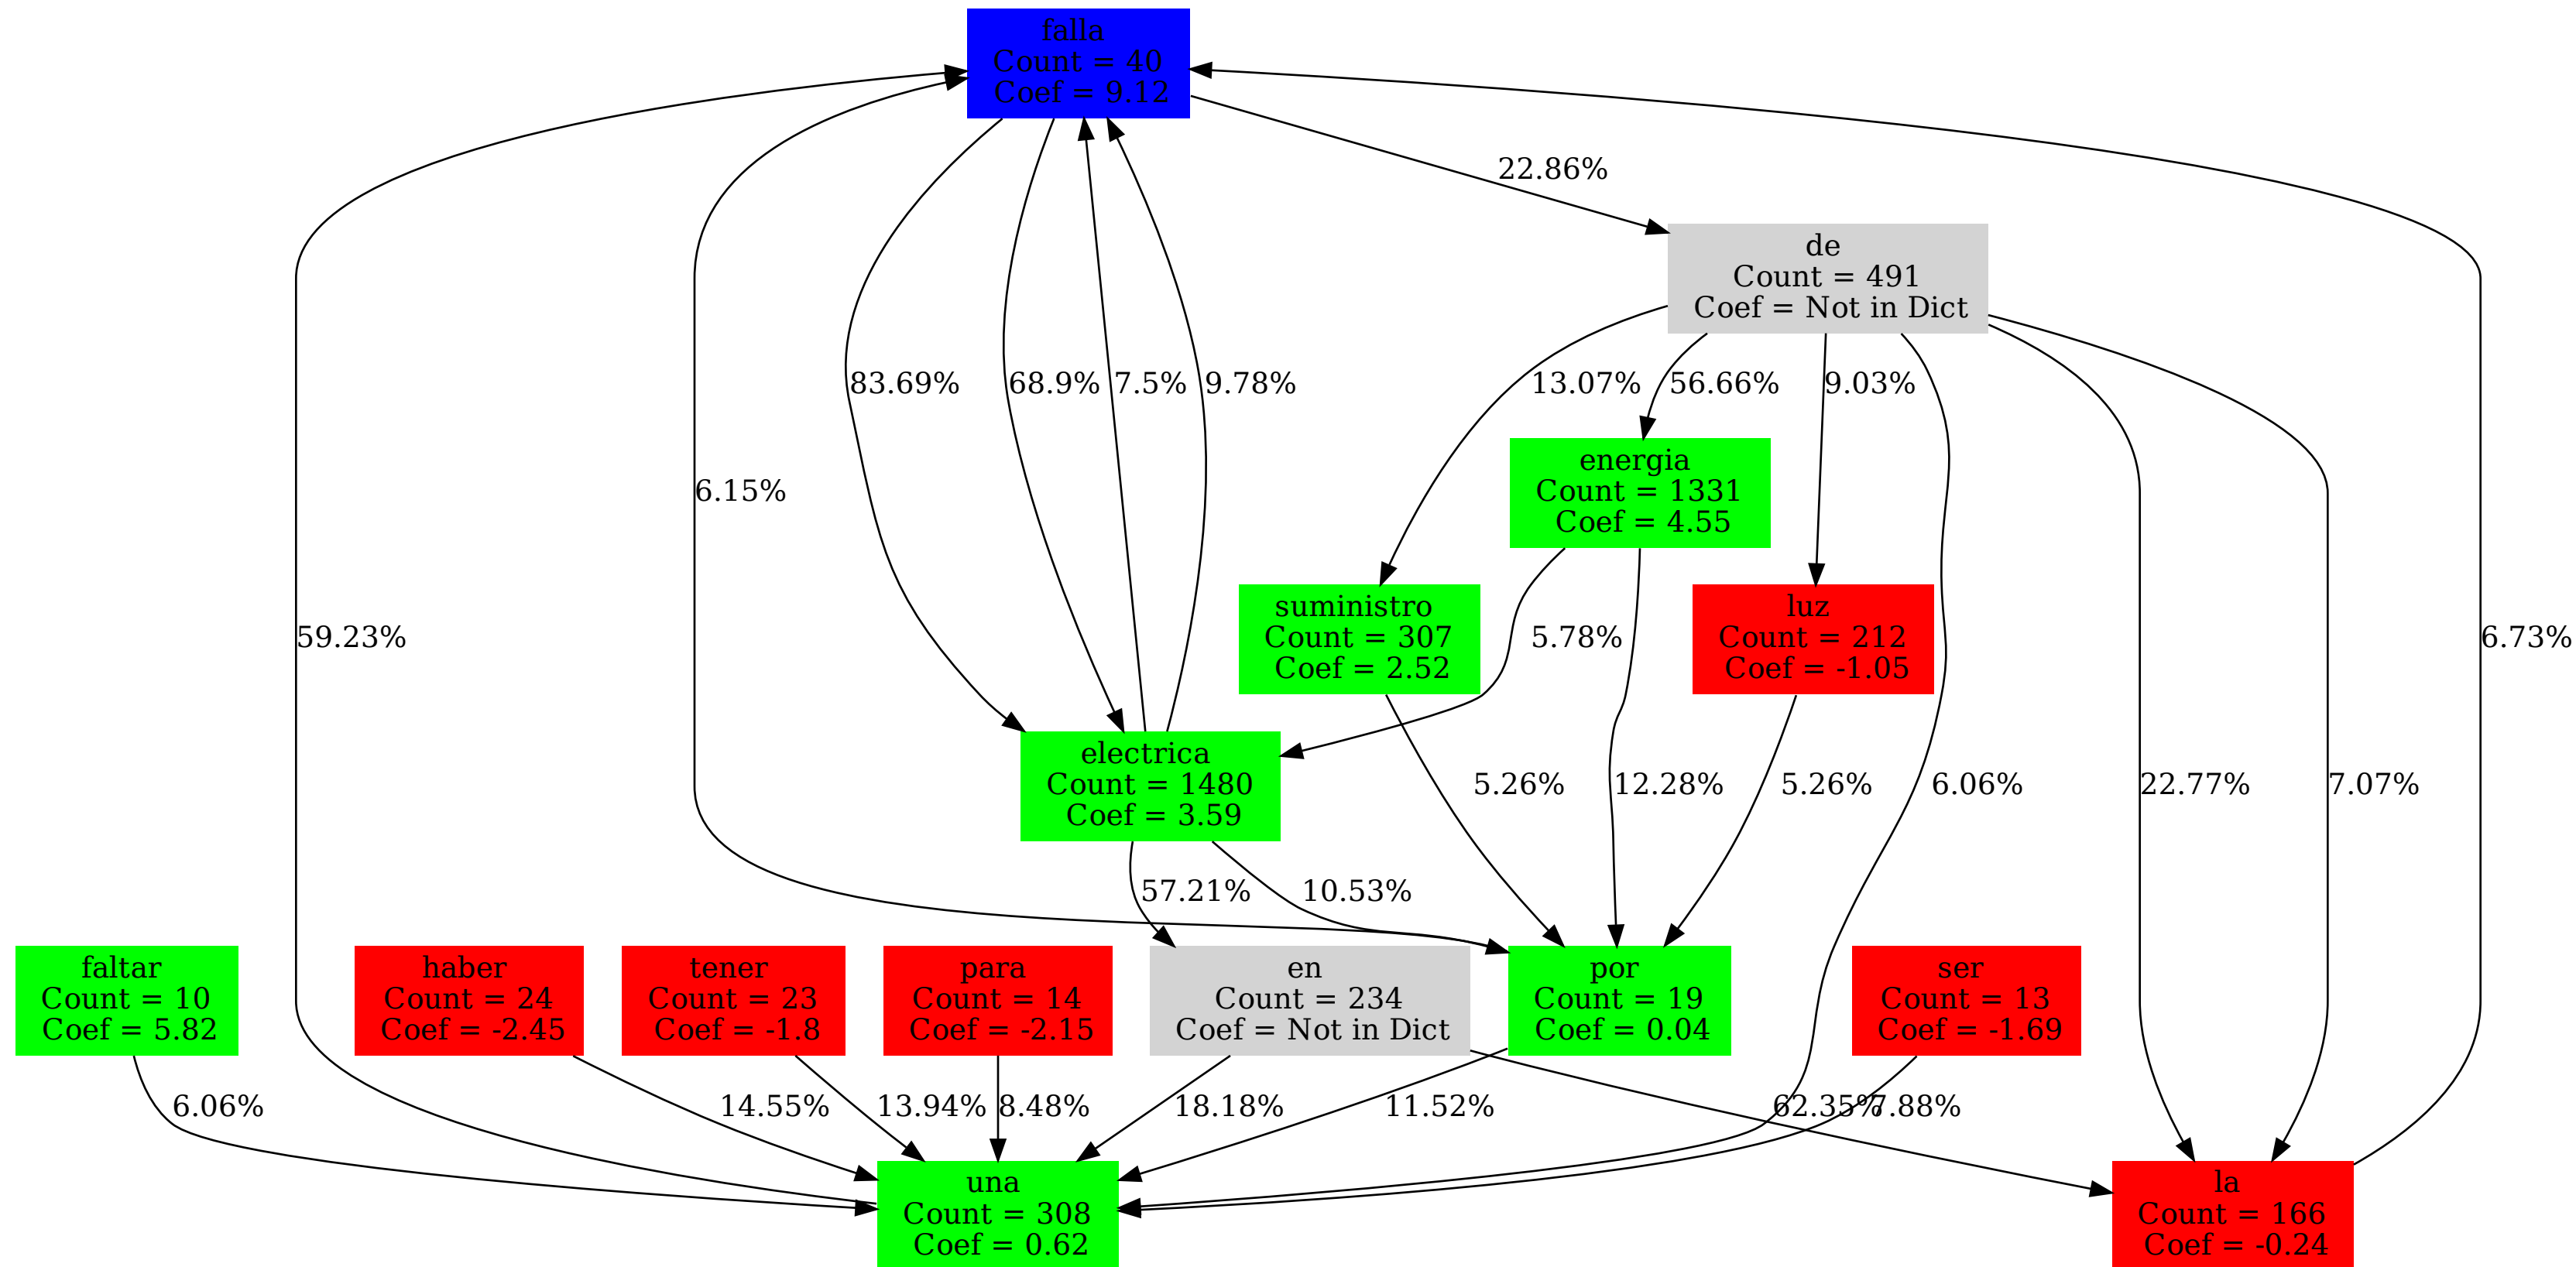 falla
Count = 40
Coef = 9.12
22.86%
de
Count = 491
Coef = Not in Dict
83.69%
68.9%
7.5%
9.78%
13.07%
56.66%
9.03%
6.15%
energia
Count = 1331
Coef = 4.55
59.23%
suministro
Count = 307
Coef = 2.52
5.78%
luz
Count = 212
Coef = -1.05
6.73%
electrica
Count = 1480
Coef = 3.59
5.26%
12.28%
5.26%
6.06%
22.77%
7.07%
57.21%
10.53%
faltar
Count = 10
Coef = 5.82
haber
Count = 24
Coef = -2.45
tener
Count = 23
Coef = -1.8
para
Count = 14
Coef = -2.15
en
Count = 234
Coef = Not in Dict
por
Count = 19
Coef = 0.04
ser
Count = 13
Coef = -1.69
6.06%
14.55%
13.94%
8.48%
18.18%
11.52%
62.35%
7.88%
una
Count = 308
Coef = 0.62
la
Count = 166
Coef = -0.24